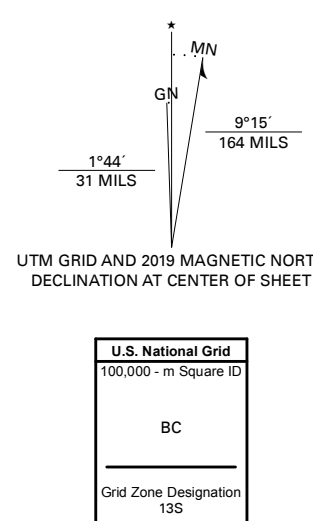 ★
MN
GN
9°15´
164 MILS
1°44´
31 MILS
UTM GRID AND 2019 MAGNETIC NORT
DECLINATION AT CENTER OF SHEET
U.S. National Grid
100,000 - m Square ID
BC
Grid Zone Designation
13S